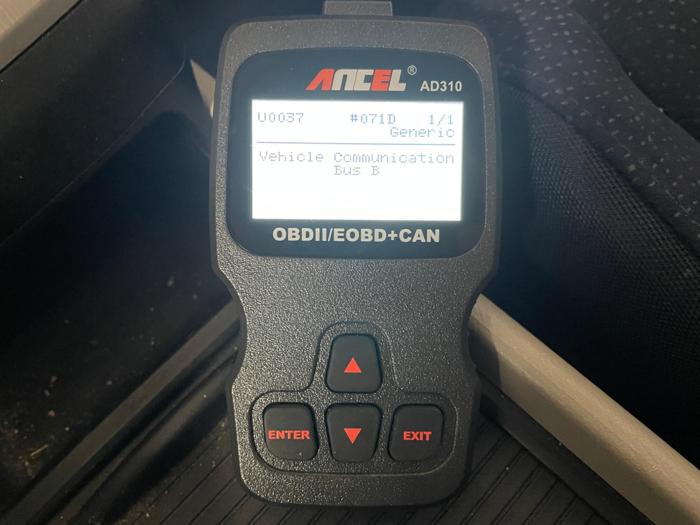 ANCEL®
AD310
U0037 #071D 1/1
Generic
Vehicle Communication
Bus B
OBDII/EOBD+CAN
▲
ENTER ▼ EXIT